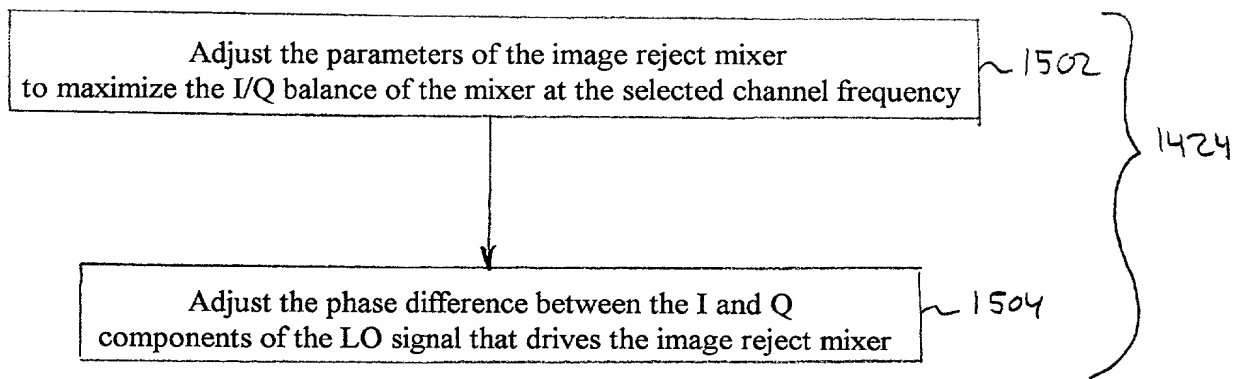 Adjust the parameters of the image reject mixer
to maximize the I/Q balance of the mixer at the selected channel frequency
1502
1424
Adjust the phase difference between the I and Q
components of the LO signal that drives the image reject mixer
1504